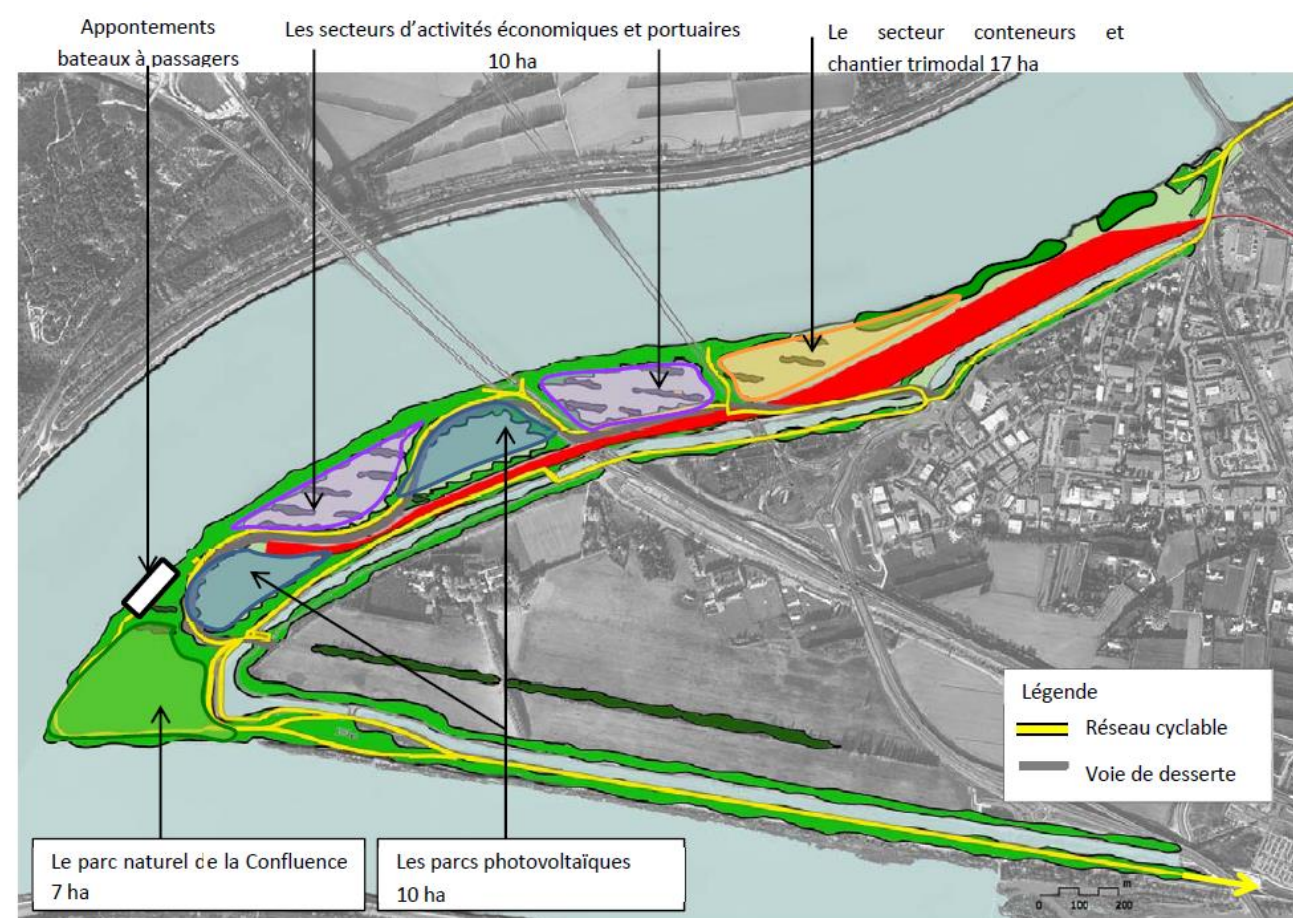 Appontements
bateaux à passagers
Les secteurs d’activités économiques et portuaires
10 ha
Le secteur conteneurs et
chantier trimodal 17 ha
Légende
Réseau cyclable
Voie de desserte
Le parc naturel de la Confluence
7 ha
Les parcs photovoltaïques
10 ha
m
0 100 200